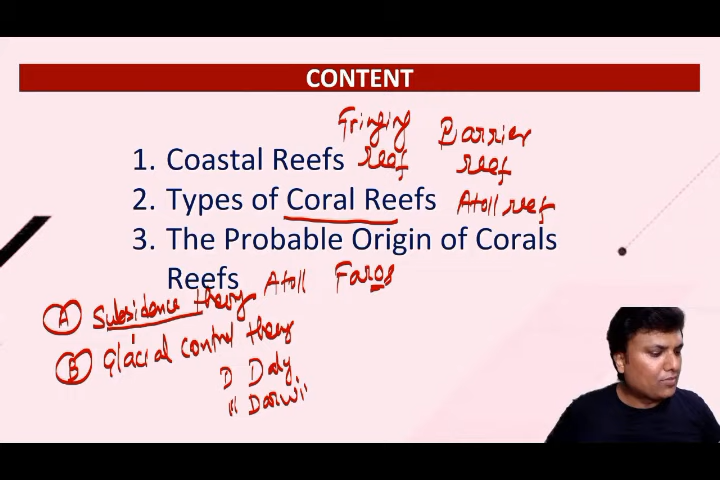 CONTENT
Fringing Barrier
1. Coastal Reefs reef reef
2. Types of Coral Reefs Atoll reef
3. The Probable Origin of Corals
Reefs Atoll Faros
A Subsidence theory
B Glacial control theory
Daly
Darwi